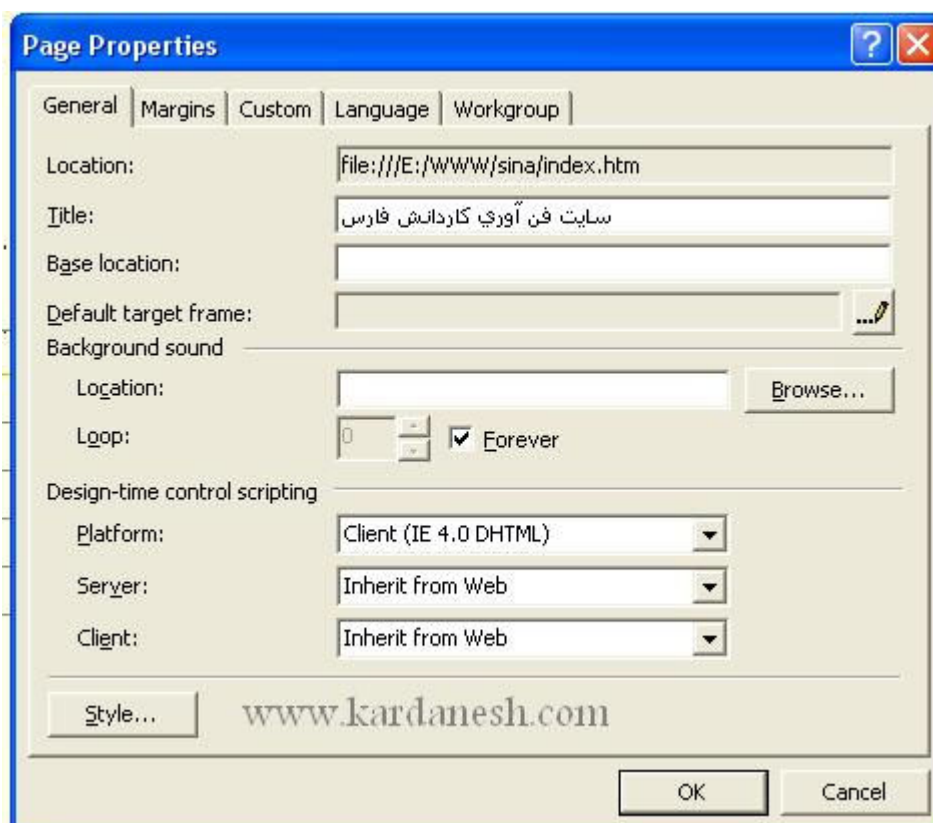 Page Properties
General Margins Custom Language Workgroup
Location: file:///E:/WWW/sina/index.htm
Title: سايت فن آوري کاردانش فارس
Base location:
Default target frame: ...
Background sound
Location: Browse...
Loop: 0 Forever
Design-time control scripting
Platform: Client (IE 4.0 DHTML)
Server: Inherit from Web
Client: Inherit from Web
Style... www.kardanesh.com
OK Cancel